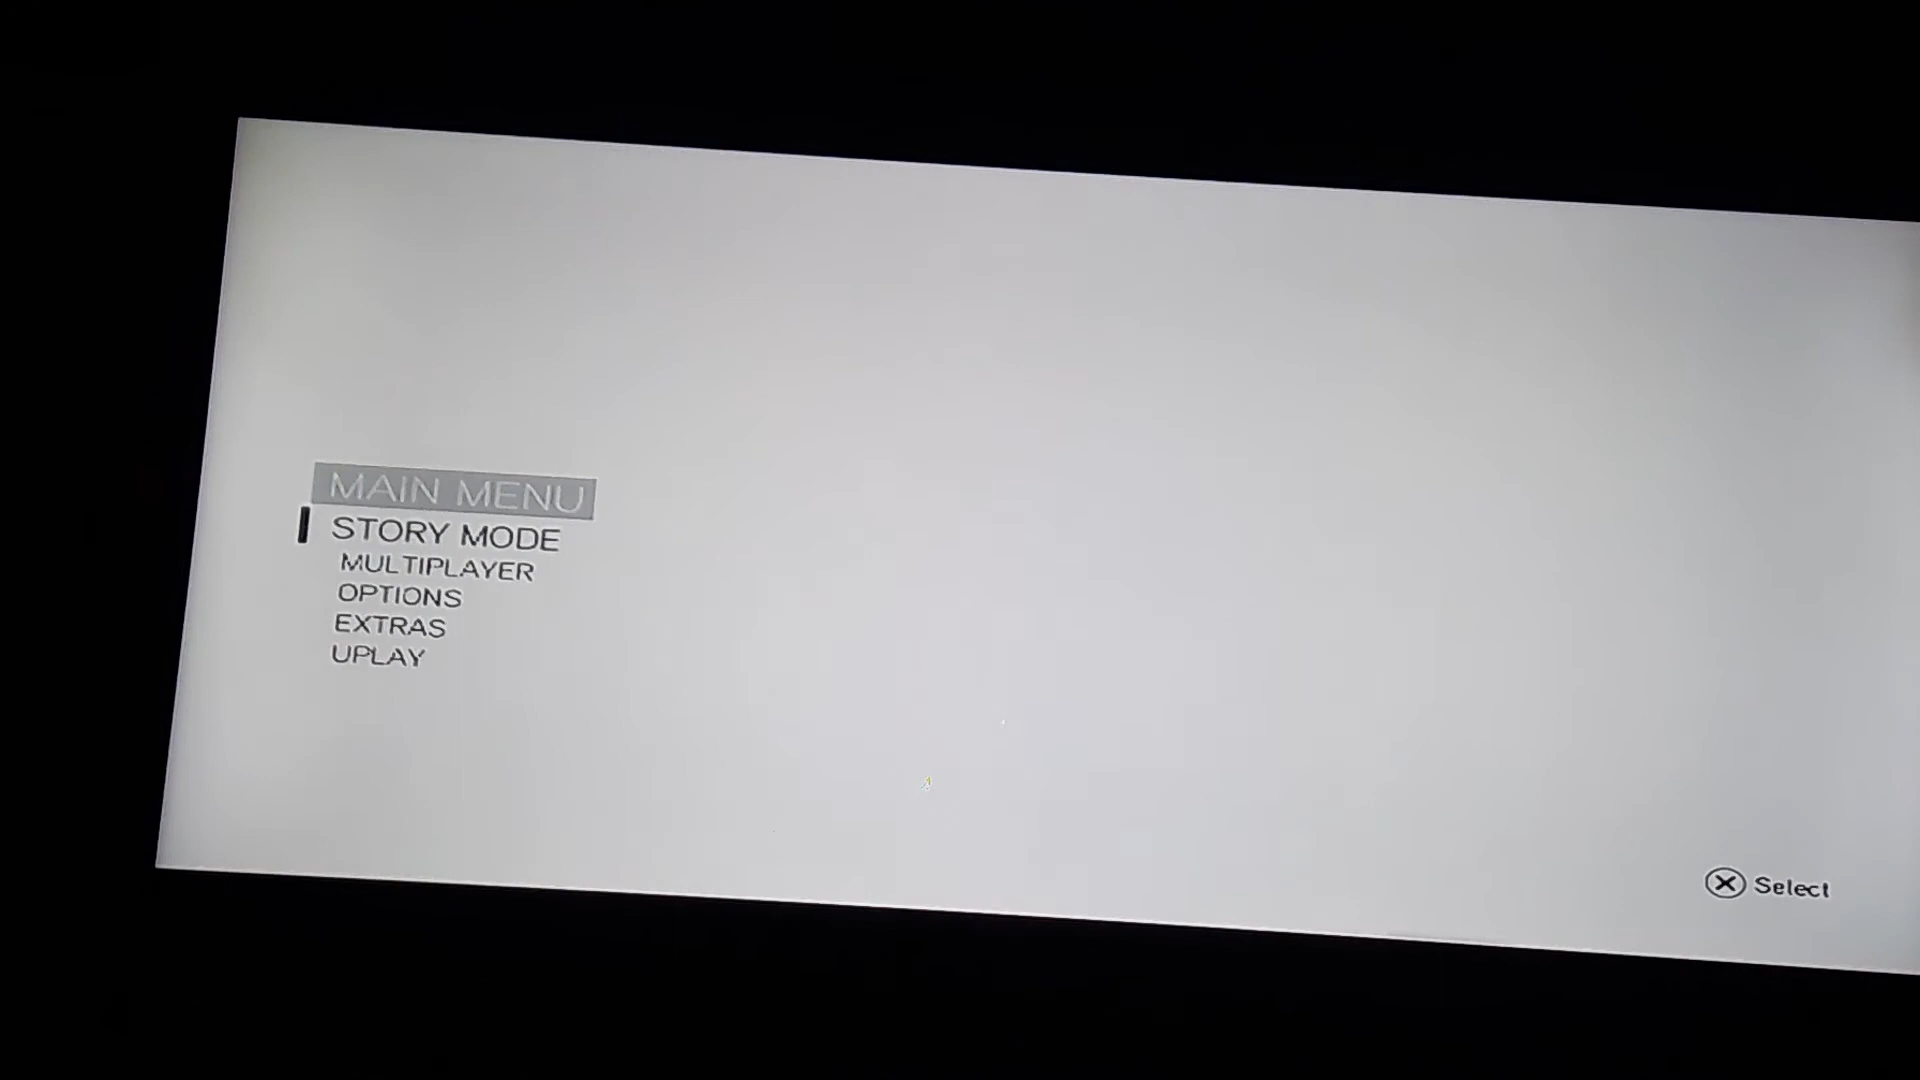 MAIN MENU
STORY MODE
MULTIPLAYER
OPTIONS
EXTRAS
UPLAY
Select